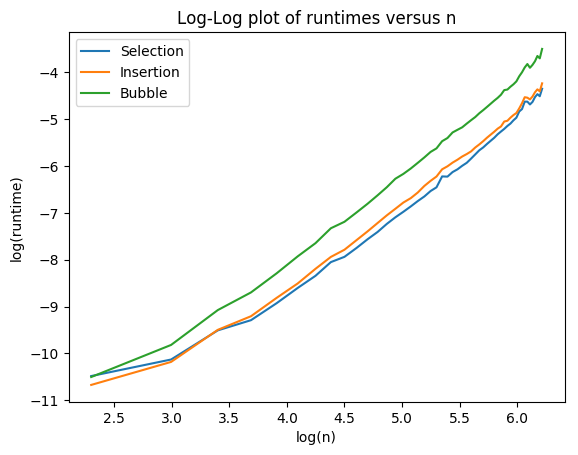 Log-Log plot of runtimes versus n
Selection
Insertion
Bubble
log(runtime)
−4
−5
−6
−7
−8
−9
−10
−11
2.5 3.0 3.5 4.0 4.5 5.0 5.5 6.0
log(n)